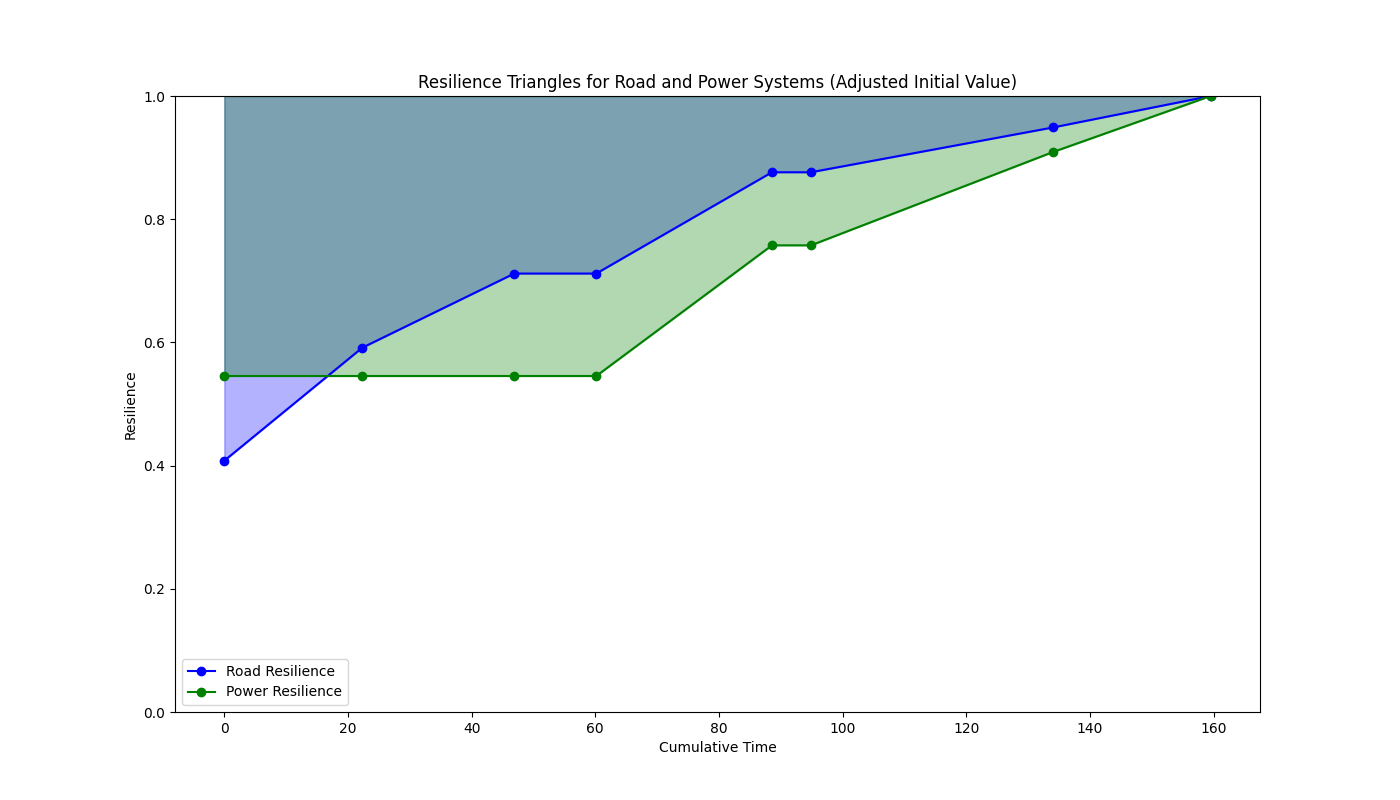 Resilience Triangles for Road and Power Systems (Adjusted Initial Value)
1.0
0.8
0.6
0.4
0.2
0.0
Resilience
Road Resilience
Power Resilience
0 20 40 60 80 100 120 140 160
Cumulative Time